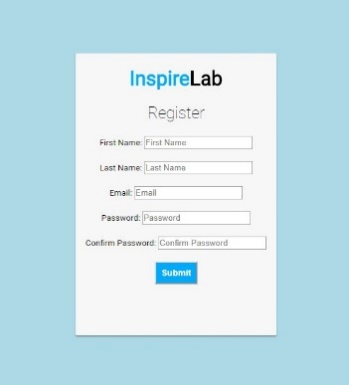 InspireLab
Register
First Name: First Name
Last Name: Last Name
Email: Email
Password: Password
Confirm Password: Confirm Password
Submit